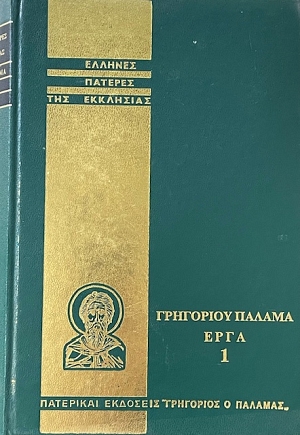 ΕΛΛΗΝΕΣ
ΠΑΤΕΡΕΣ
ΤΗΣ ΕΚΚΛΗΣΙΑΣ
ΓΡΗΓΟΡΙΟΥ ΠΑΛΑΜΑ
ΕΡΓΑ
1
ΠΑΤΕΡΙΚΑΙ ΕΚΔΟΣΕΙΣ "ΓΡΗΓΟΡΙΟΣ Ο ΠΑΛΑΜΑΣ"